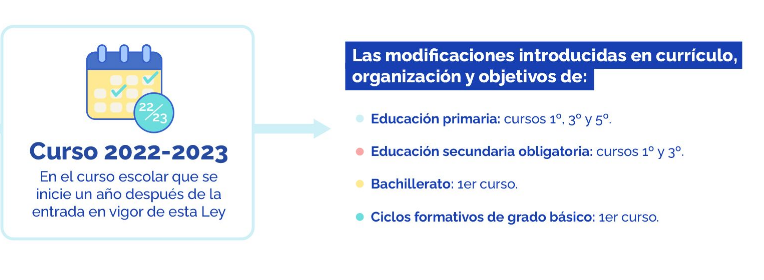 22/23
Curso 2022-2023
En el curso escolar que se
inicie un año después de la
entrada en vigor de esta Ley
Las modificaciones introducidas en currículo,
organización y objetivos de:
Educación primaria: cursos 1º, 3º y 5º.
Educación secundaria obligatoria: cursos 1º y 3º.
Bachillerato: 1er curso.
Ciclos formativos de grado básico: 1er curso.